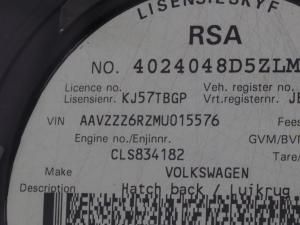 LISENSIESKYF
RSA
NO. 4024048D5ZLM
Licence no. Veh. register no.
Lisensienr. KJ57TBGP Vrt.registernr.
VIN AAVZZZ6RZMU015576 Fees
Engine no./Enjinnr. GVM/BVM
CLS834182 Tare/
Make VOLKSWAGEN
Description Hatch back / Luikrug